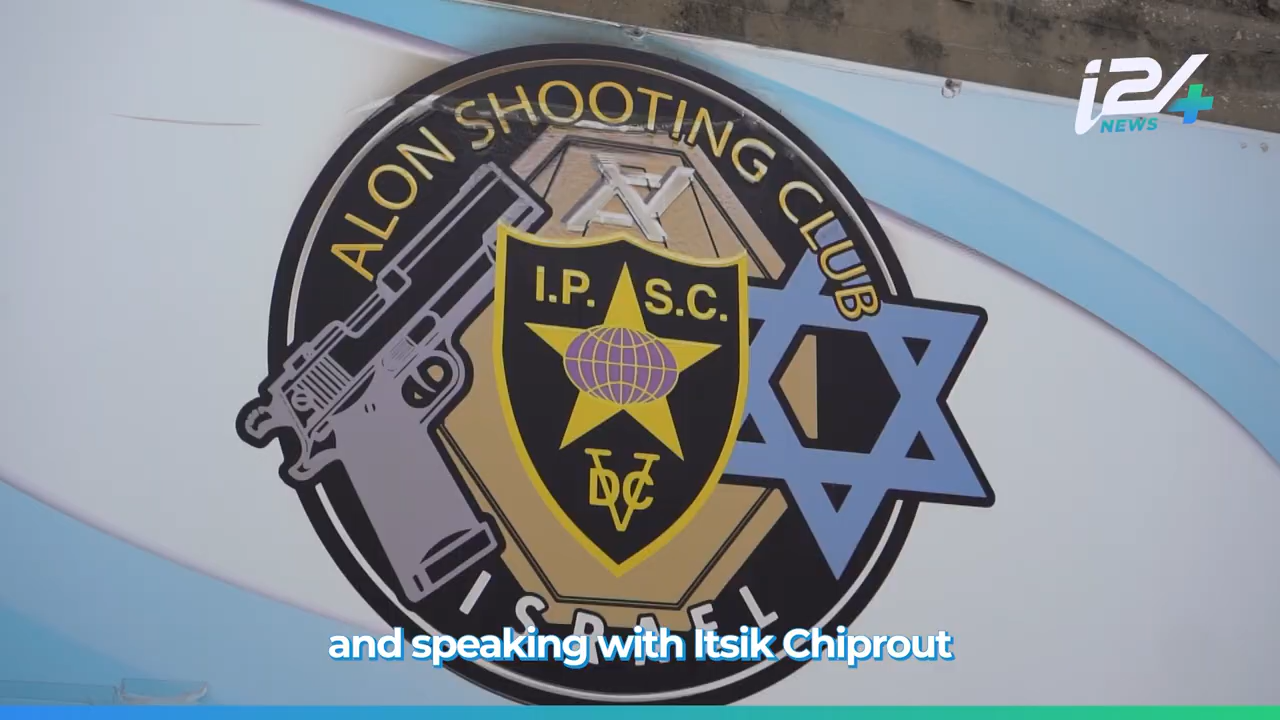 i24
NEWS
ALON SHOOTING CLUB
I.P.S.C.
DVC
ISRAEL
and speaking with Itsik Chiprout